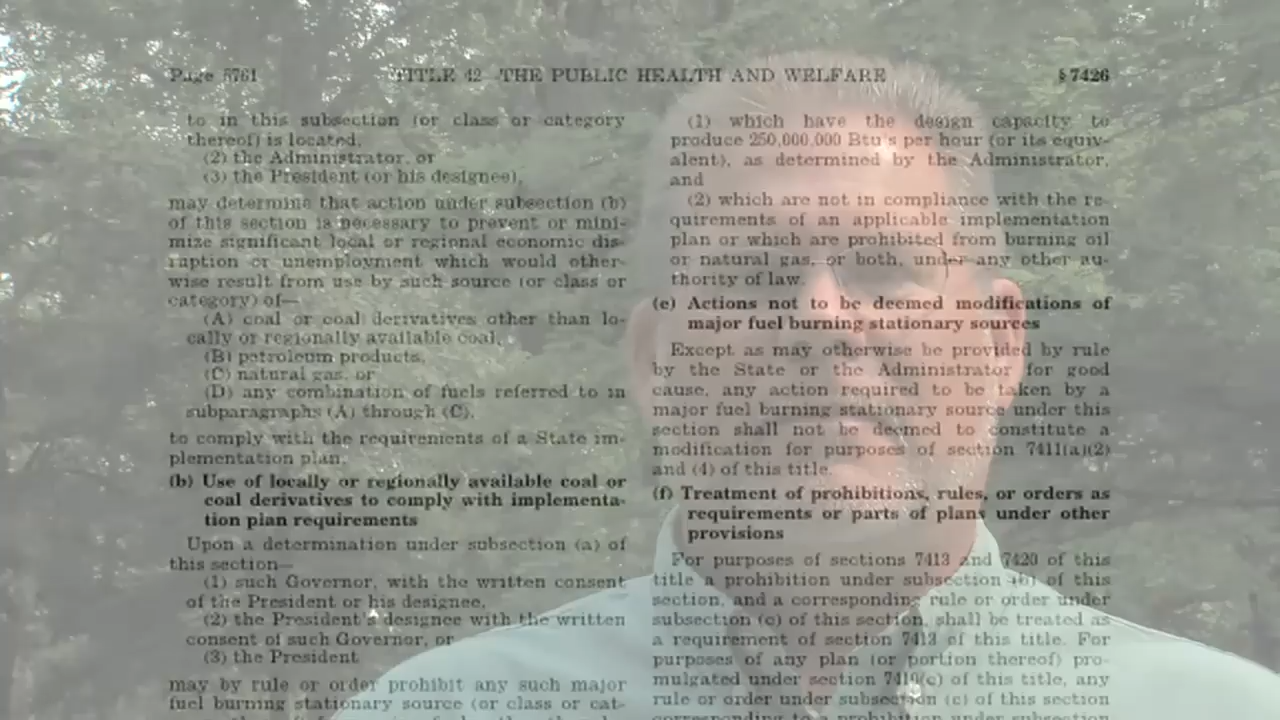 Page 5761 TITLE 42—THE PUBLIC HEALTH AND WELFARE § 7426
to in this subsection (or class or category
thereof) is located,
(2) the Administrator, or
(3) the President (or his designee),
may determine that action under subsection (b)
of this section is necessary to prevent or mini-
mize significant local or regional economic dis-
ruption or unemployment which would other-
wise result from use by such source (or class or
category) of—
(A) coal or coal derivatives other than lo-
cally or regionally available coal,
(B) petroleum products,
(C) natural gas, or
(D) any combination of fuels referred to in
subparagraphs (A) through (C),
to comply with the requirements of a State im-
plementation plan.
(b) Use of locally or regionally available coal or
coal derivatives to comply with implementa-
tion plan requirements
Upon a determination under subsection (a) of
this section—
(1) such Governor, with the written consent
of the President or his designee,
(2) the President's designee with the written
consent of such Governor, or
(3) the President
may by rule or order prohibit any such major
fuel burning stationary source (or class or cat-
(1) which have the design capacity to
produce 250,000,000 Btu's per hour (or its equiv-
alent), as determined by the Administrator,
and
(2) which are not in compliance with the re-
quirements of an applicable implementation
plan or which are prohibited from burning oil
or natural gas, or both, under any other au-
thority of law.
(e) Actions not to be deemed modifications of
major fuel burning stationary sources
Except as may otherwise be provided by rule
by the State or the Administrator for good
cause, any action required to be taken by a
major fuel burning stationary source under this
section shall not be deemed to constitute a
modification for purposes of section 7411(a)(2)
and (4) of this title.
(f) Treatment of prohibitions, rules, or orders as
requirements or parts of plans under other
provisions
For purposes of sections 7413 and 7420 of this
title a prohibition under subsection (b) of this
section, and a corresponding rule or order under
subsection (c) of this section, shall be treated as
a requirement of section 7413 of this title. For
purposes of any plan (or portion thereof) pro-
mulgated under section 7410(c) of this title, any
rule or order under subsection (c) of this section
corresponding to a prohibition under subsection